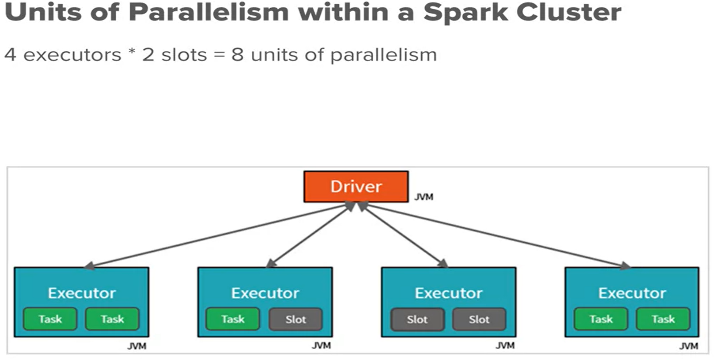 Units of Parallelism within a Spark Cluster
4 executors * 2 slots = 8 units of parallelism
Driver
JVM
Executor
Task Task
JVM
Executor
Task Slot
JVM
Executor
Slot Slot
JVM
Executor
Task Task
JVM